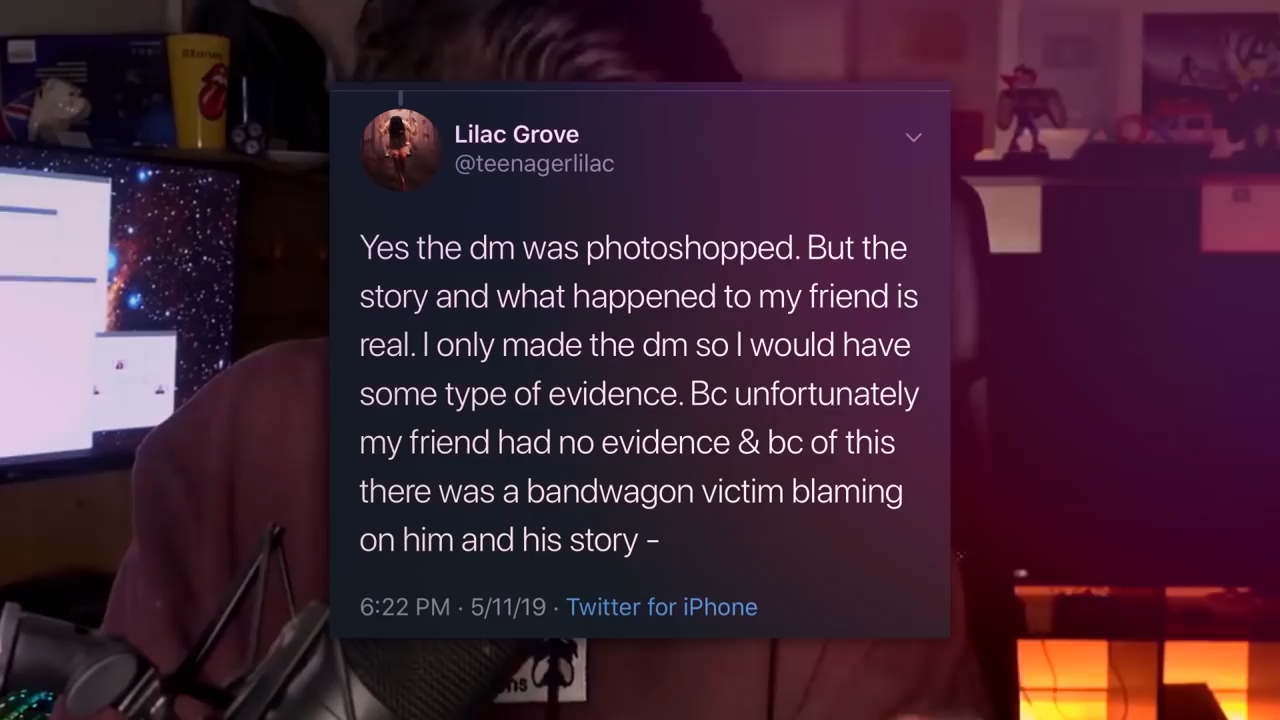 Lilac Grove
@teenagerlilac
Yes the dm was photoshopped. But the
story and what happened to my friend is
real. I only made the dm so I would have
some type of evidence. Bc unfortunately
my friend had no evidence & bc of this
there was a bandwagon victim blaming
on him and his story -
6:22 PM · 5/11/19 · Twitter for iPhone